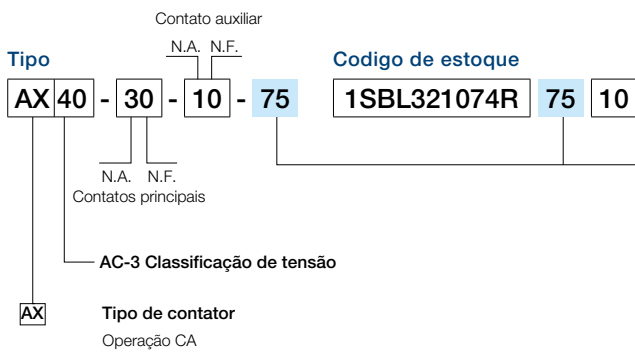 Contato auxiliar
N.A. N.F.
Tipo
Codigo de estoque
AX 40 - 30 - 10 - 75
1SBL321074R 75 10
N.A. N.F.
Contatos principais
AC-3 Classificação de tensão
AX Tipo de contator
Operação CA